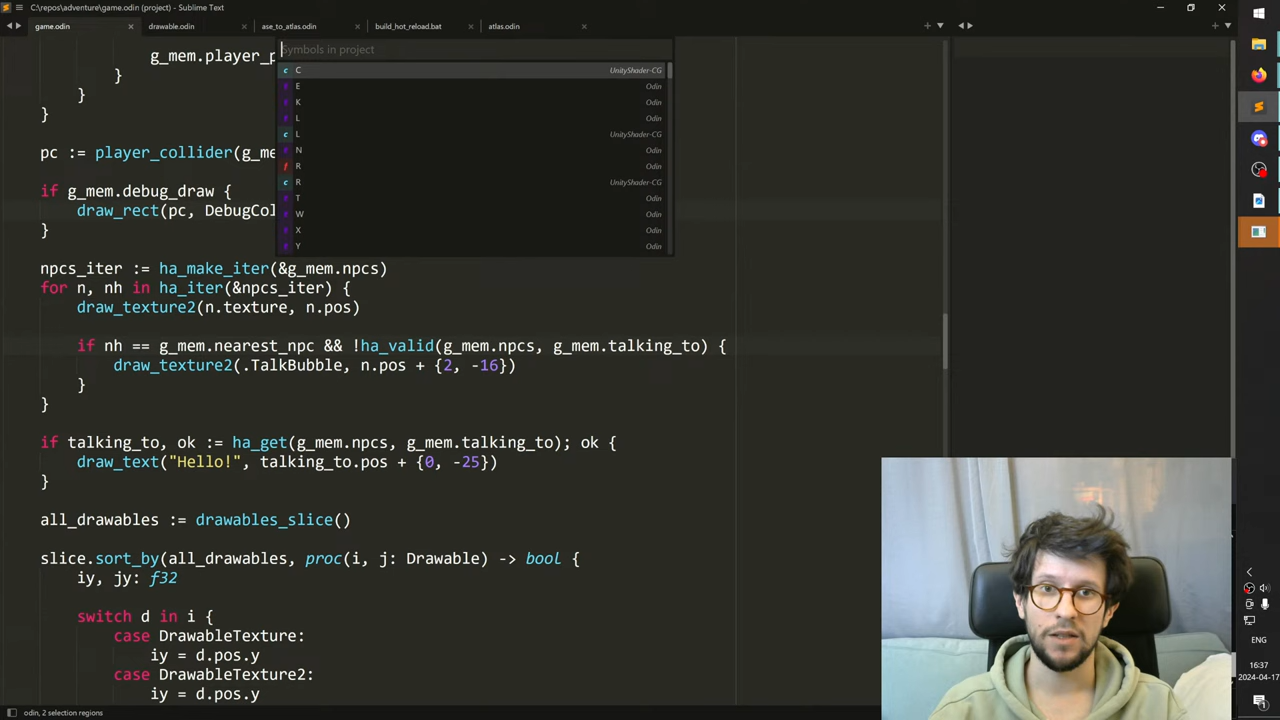 C:\repos\adventure\game.odin (project) - Sublime Text
game.odin drawable.odin ase_to_atlas.odin build_hot_reload.bat atlas.odin
Symbols in project
C UnityShader-CG
E Odin
K Odin
L Odin
L UnityShader-CG
N Odin
R Odin
R UnityShader-CG
T Odin
W Odin
X Odin
Y Odin
g_mem.player_p
}
}
}
pc := player_collider(g_me
if g_mem.debug_draw {
draw_rect(pc, DebugCol
}
npcs_iter := ha_make_iter(&g_mem.npcs)
for n, nh in ha_iter(&npcs_iter) {
draw_texture2(n.texture, n.pos)
if nh == g_mem.nearest_npc && !ha_valid(g_mem.npcs, g_mem.talking_to) {
draw_texture2(.TalkBubble, n.pos + {2, -16})
}
}
if talking_to, ok := ha_get(g_mem.npcs, g_mem.talking_to); ok {
draw_text("Hello!", talking_to.pos + {0, -25})
}
all_drawables := drawables_slice()
slice.sort_by(all_drawables, proc(i, j: Drawable) -> bool {
iy, jy: f32
switch d in i {
case DrawableTexture:
iy = d.pos.y
case DrawableTexture2:
iy = d.pos.y
odin, 2 selection regions
ENG
16:37
2024-04-17